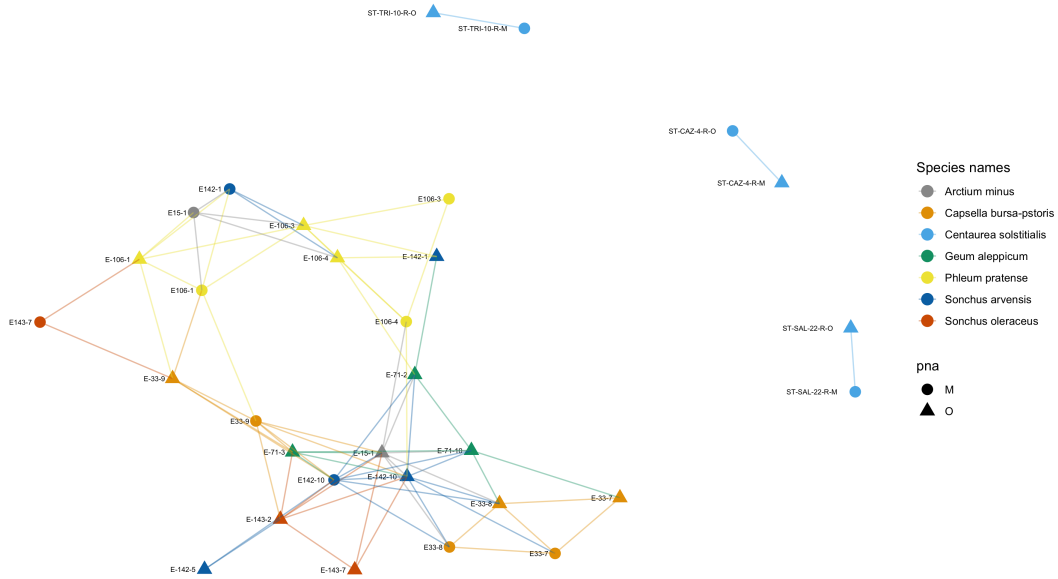 ST-TRI-10-R-O
ST-TRI-10-R-M
ST-CAZ-4-R-O
ST-CAZ-4-R-M
Species names
Arctium minus
Capsella bursa-pstoris
Centaurea solstitialis
Geum aleppicum
Phleum pratense
Sonchus arvensis
Sonchus oleraceus
pna
M
O
E142-1
E106-3
E15-1
E-106-3
E-106-4
E-142-1
E-106-1
E106-1
E143-7
E106-4
ST-SAL-22-R-O
E-71-2
E-33-9
ST-SAL-22-R-M
E33-9
E-71-3
E-15-1
E-71-10
E142-10
E-142-10
E-33-8
E-33-7
E-143-2
E33-8
E33-7
E-142-5
E-143-7